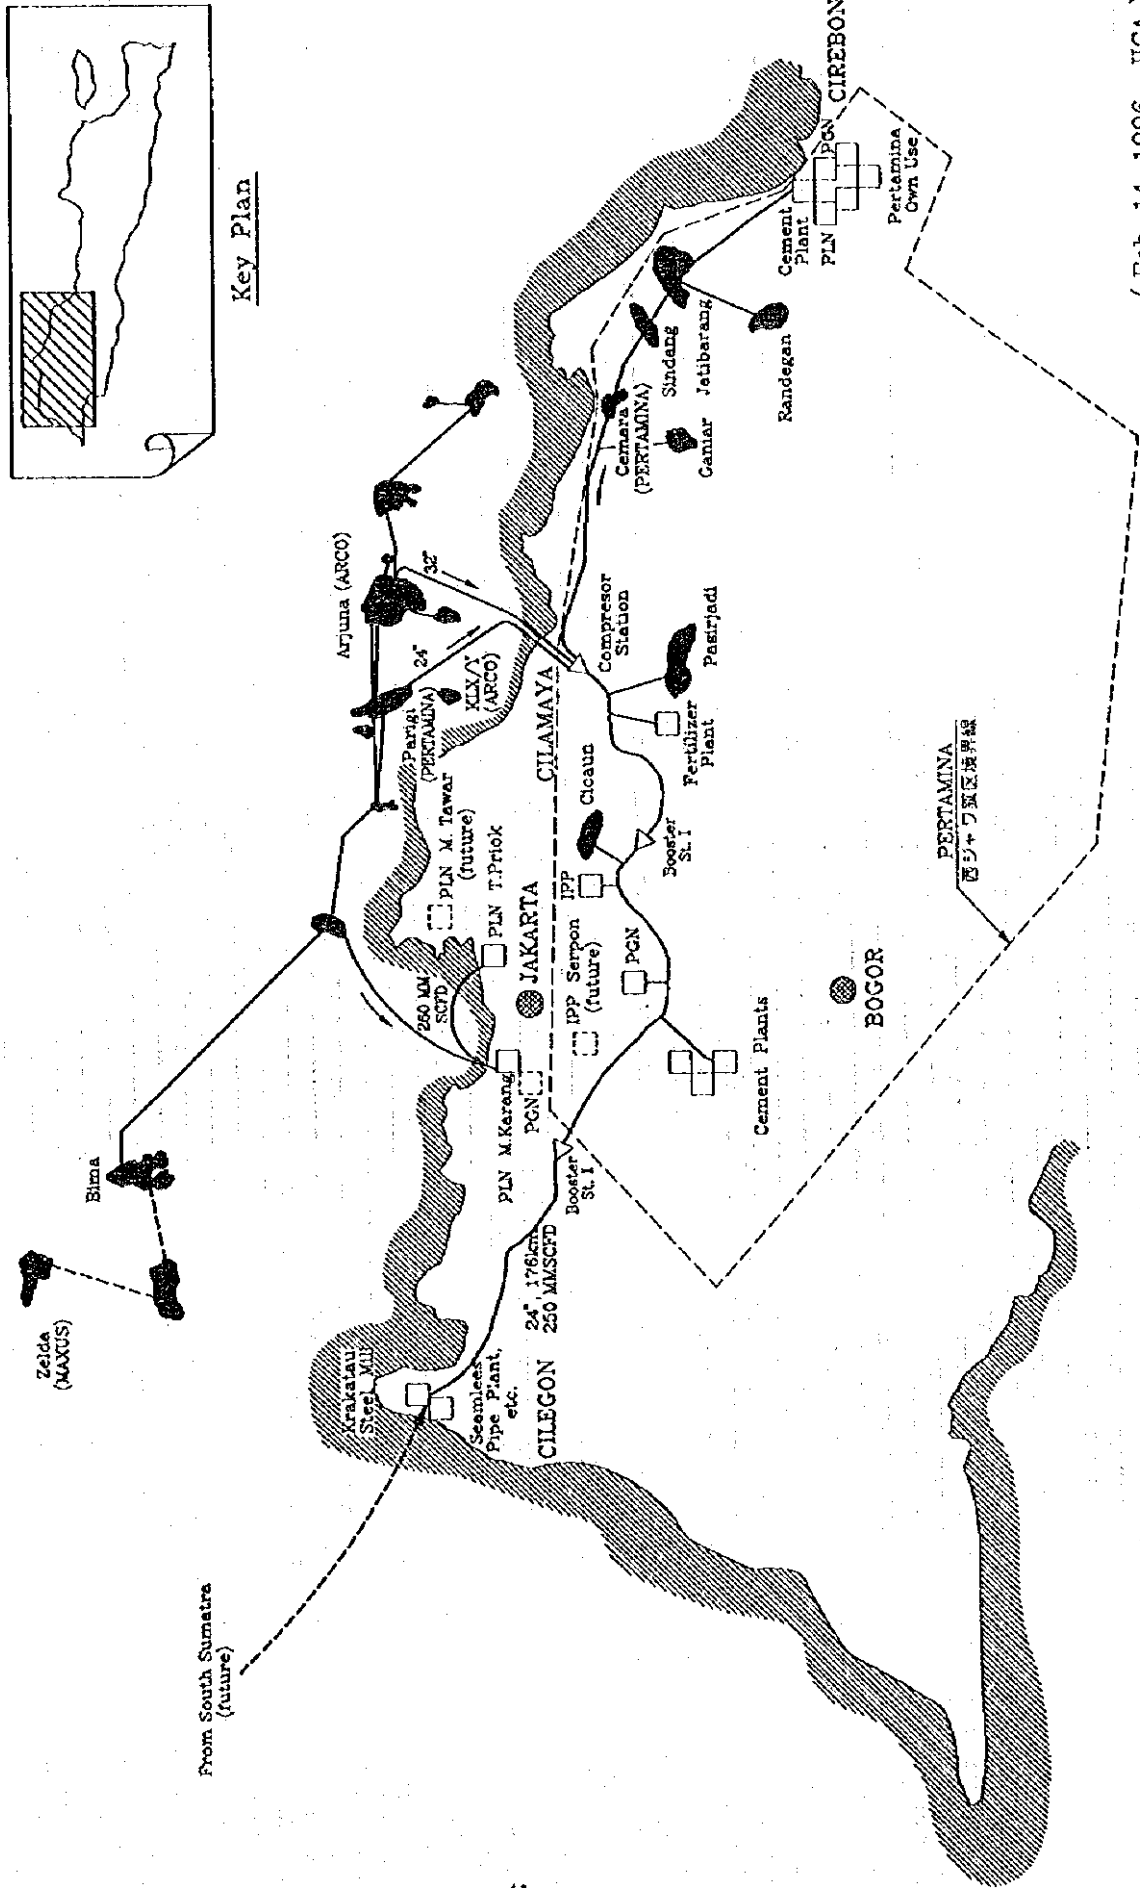 Key Plan
Zelda
(MAXUS)
Bima
From South Sumatra
(future)
Krakatau
Steel Mill
Seamlees
Pipe Plant,
etc.
CILEGON
24", 176km
250 MMSCFD
Booster
St. I
PLN M.Karang
PGN
250 MM
SCFD
PLN T.Priok
JAKARTA
PLN M. Tawar
(future)
IPP Serpon
(future)
Parigi
(PERTAMINA)
KLX/Y
(ARCO)
24"
32"
Arjuna (ARCO)
CILAMAYA
Compresor
Station
Cicaun
IPP
PGN
Booster
St. I
Fertilizer
Plant
Pasirjadi
Cement Plants
BOGOR
Cemara
(PERTAMINA)
Ganiar
Sindang
Jatibarang
Randegan
Cement
Plant
PLN
PGN
CIREBON
Pertamina
Own Use
PERTAMINA
西ジャワ鉱区境界線